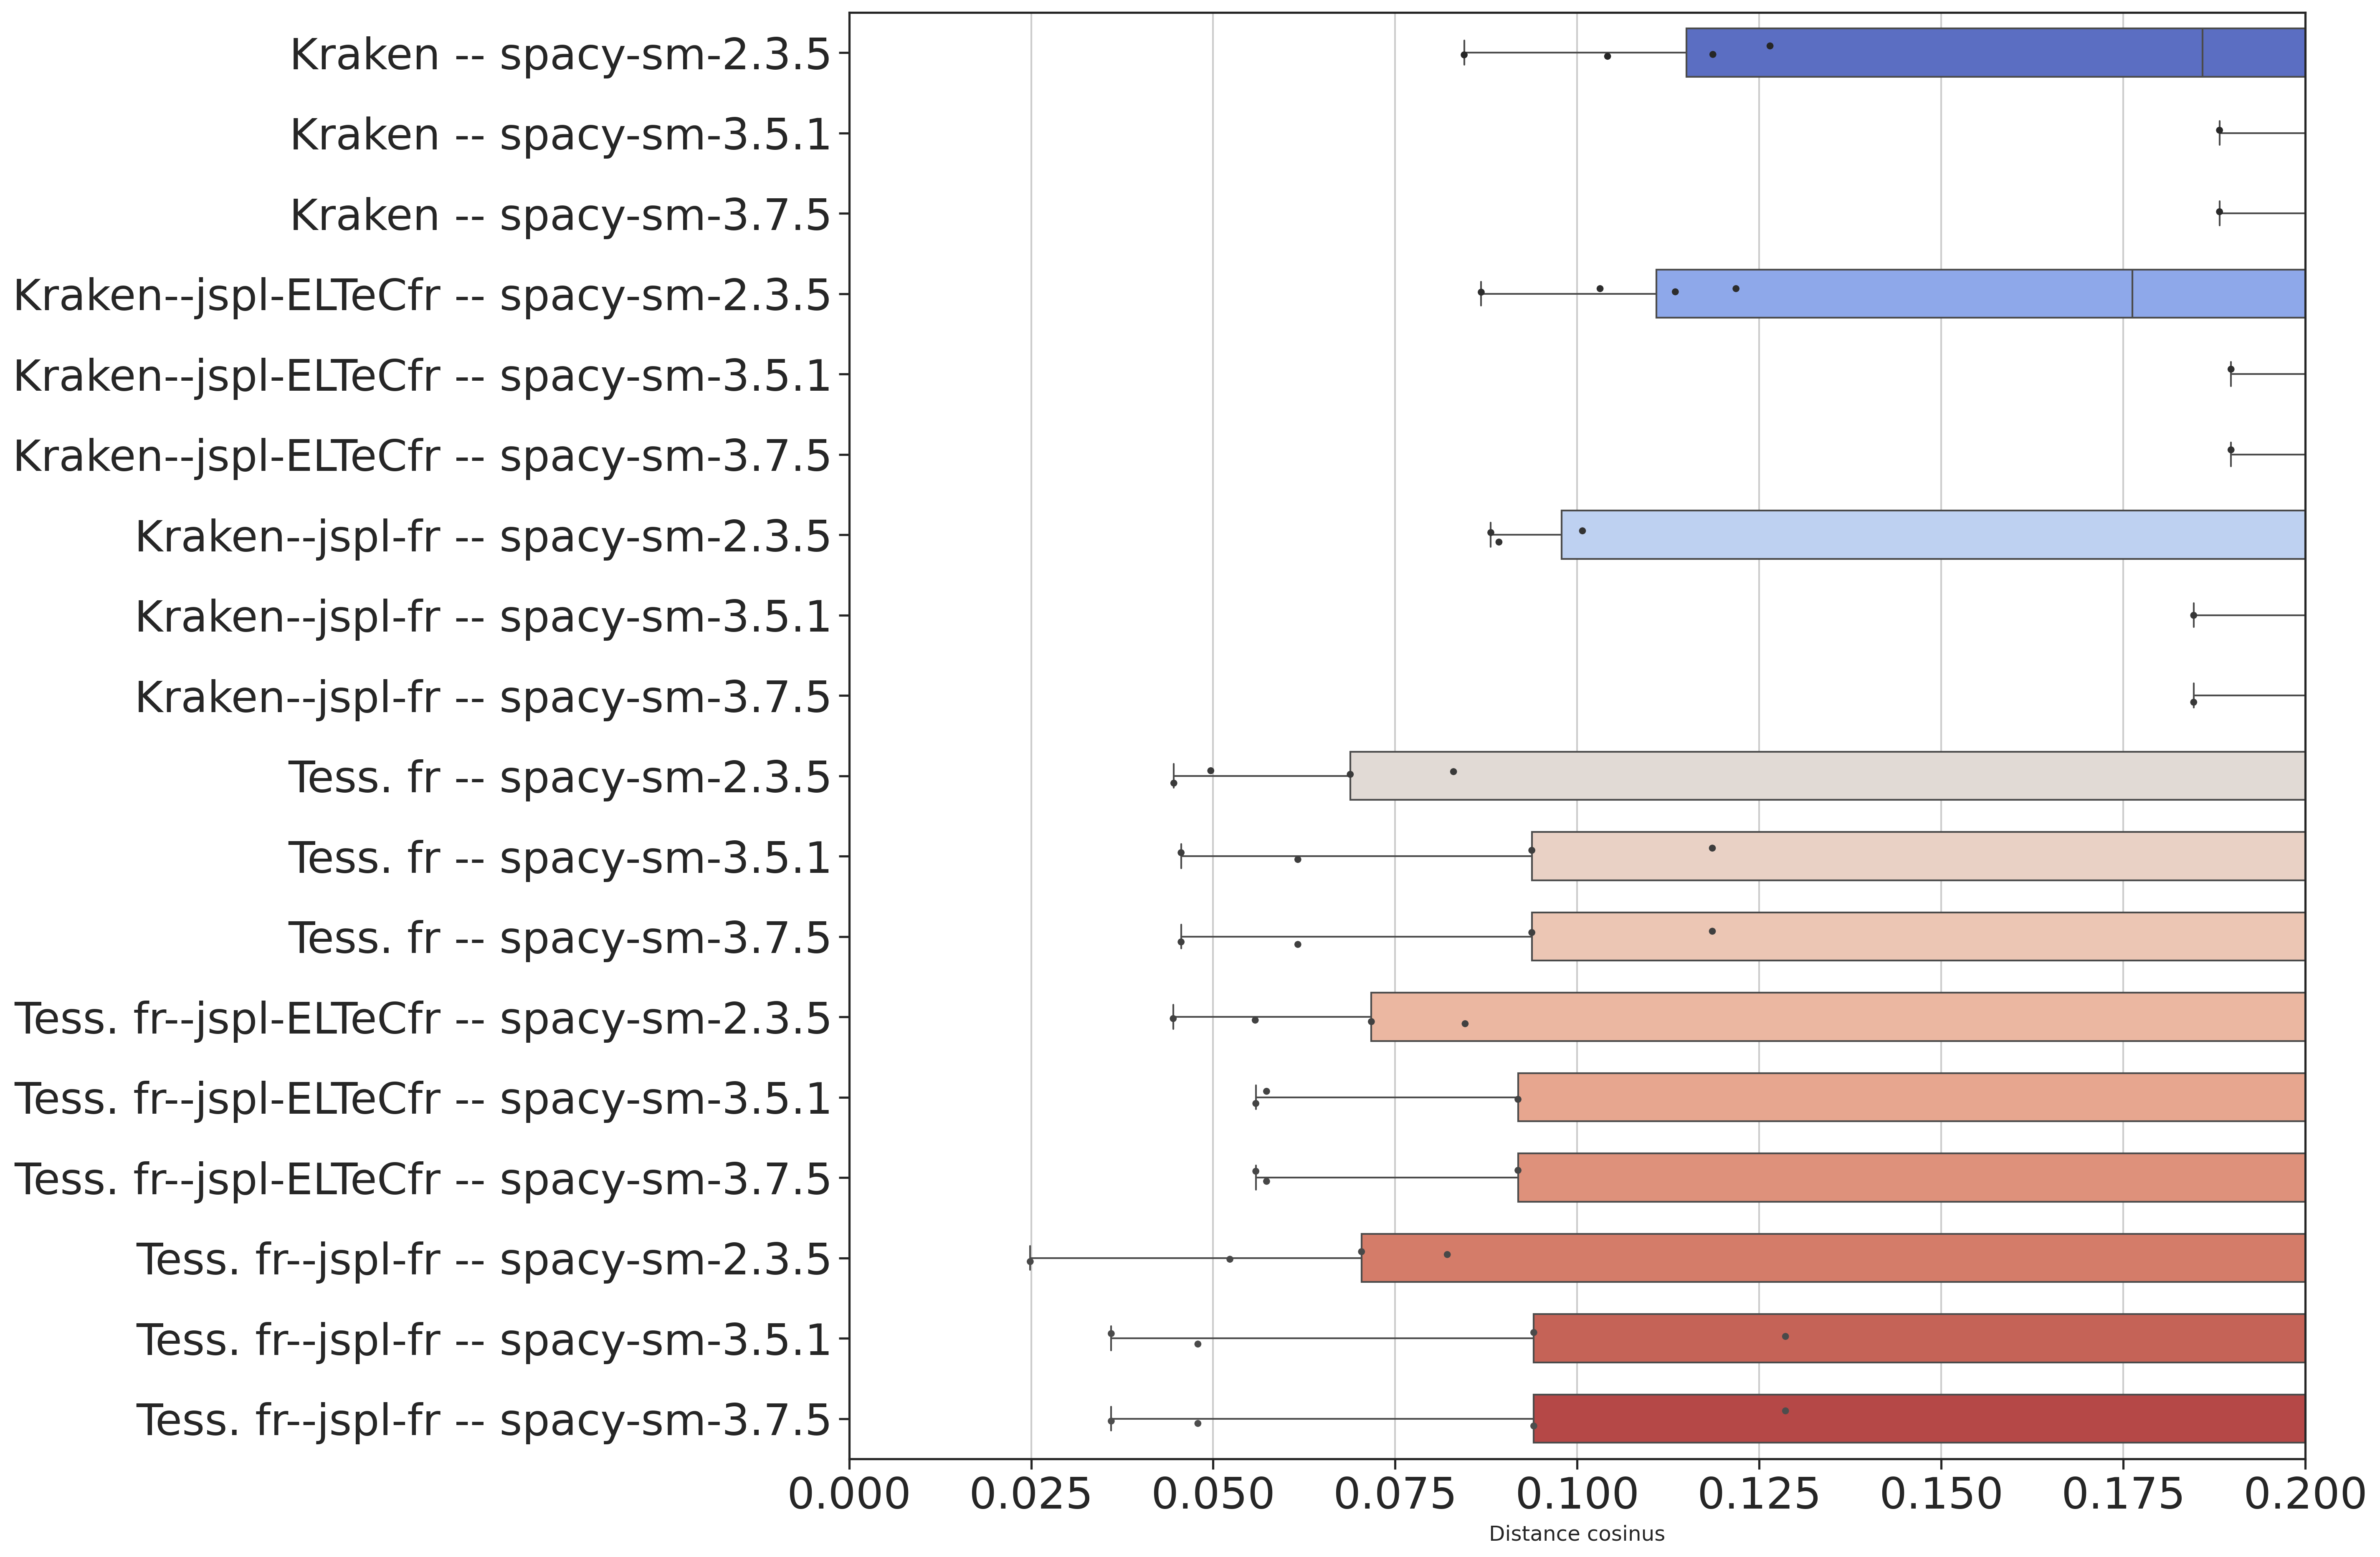 Kraken -- spacy-sm-2.3.5
Kraken -- spacy-sm-3.5.1
Kraken -- spacy-sm-3.7.5
Kraken--jspl-ELTeCfr -- spacy-sm-2.3.5
Kraken--jspl-ELTeCfr -- spacy-sm-3.5.1
Kraken--jspl-ELTeCfr -- spacy-sm-3.7.5
Kraken--jspl-fr -- spacy-sm-2.3.5
Kraken--jspl-fr -- spacy-sm-3.5.1
Kraken--jspl-fr -- spacy-sm-3.7.5
Tess. fr -- spacy-sm-2.3.5
Tess. fr -- spacy-sm-3.5.1
Tess. fr -- spacy-sm-3.7.5
Tess. fr--jspl-ELTeCfr -- spacy-sm-2.3.5
Tess. fr--jspl-ELTeCfr -- spacy-sm-3.5.1
Tess. fr--jspl-ELTeCfr -- spacy-sm-3.7.5
Tess. fr--jspl-fr -- spacy-sm-2.3.5
Tess. fr--jspl-fr -- spacy-sm-3.5.1
Tess. fr--jspl-fr -- spacy-sm-3.7.5
0.000 0.025 0.050 0.075 0.100 0.125 0.150 0.175 0.200
Distance cosinus